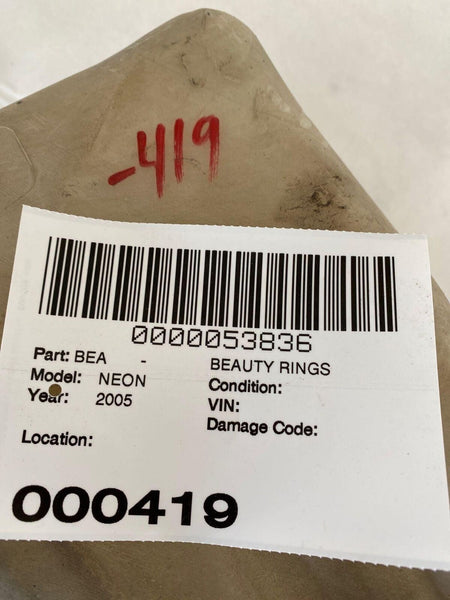 -419
0000053836
Part: BEA - BEAUTY RINGS
Model: NEON Condition:
Year: 2005 VIN:
Damage Code:
Location:
000419